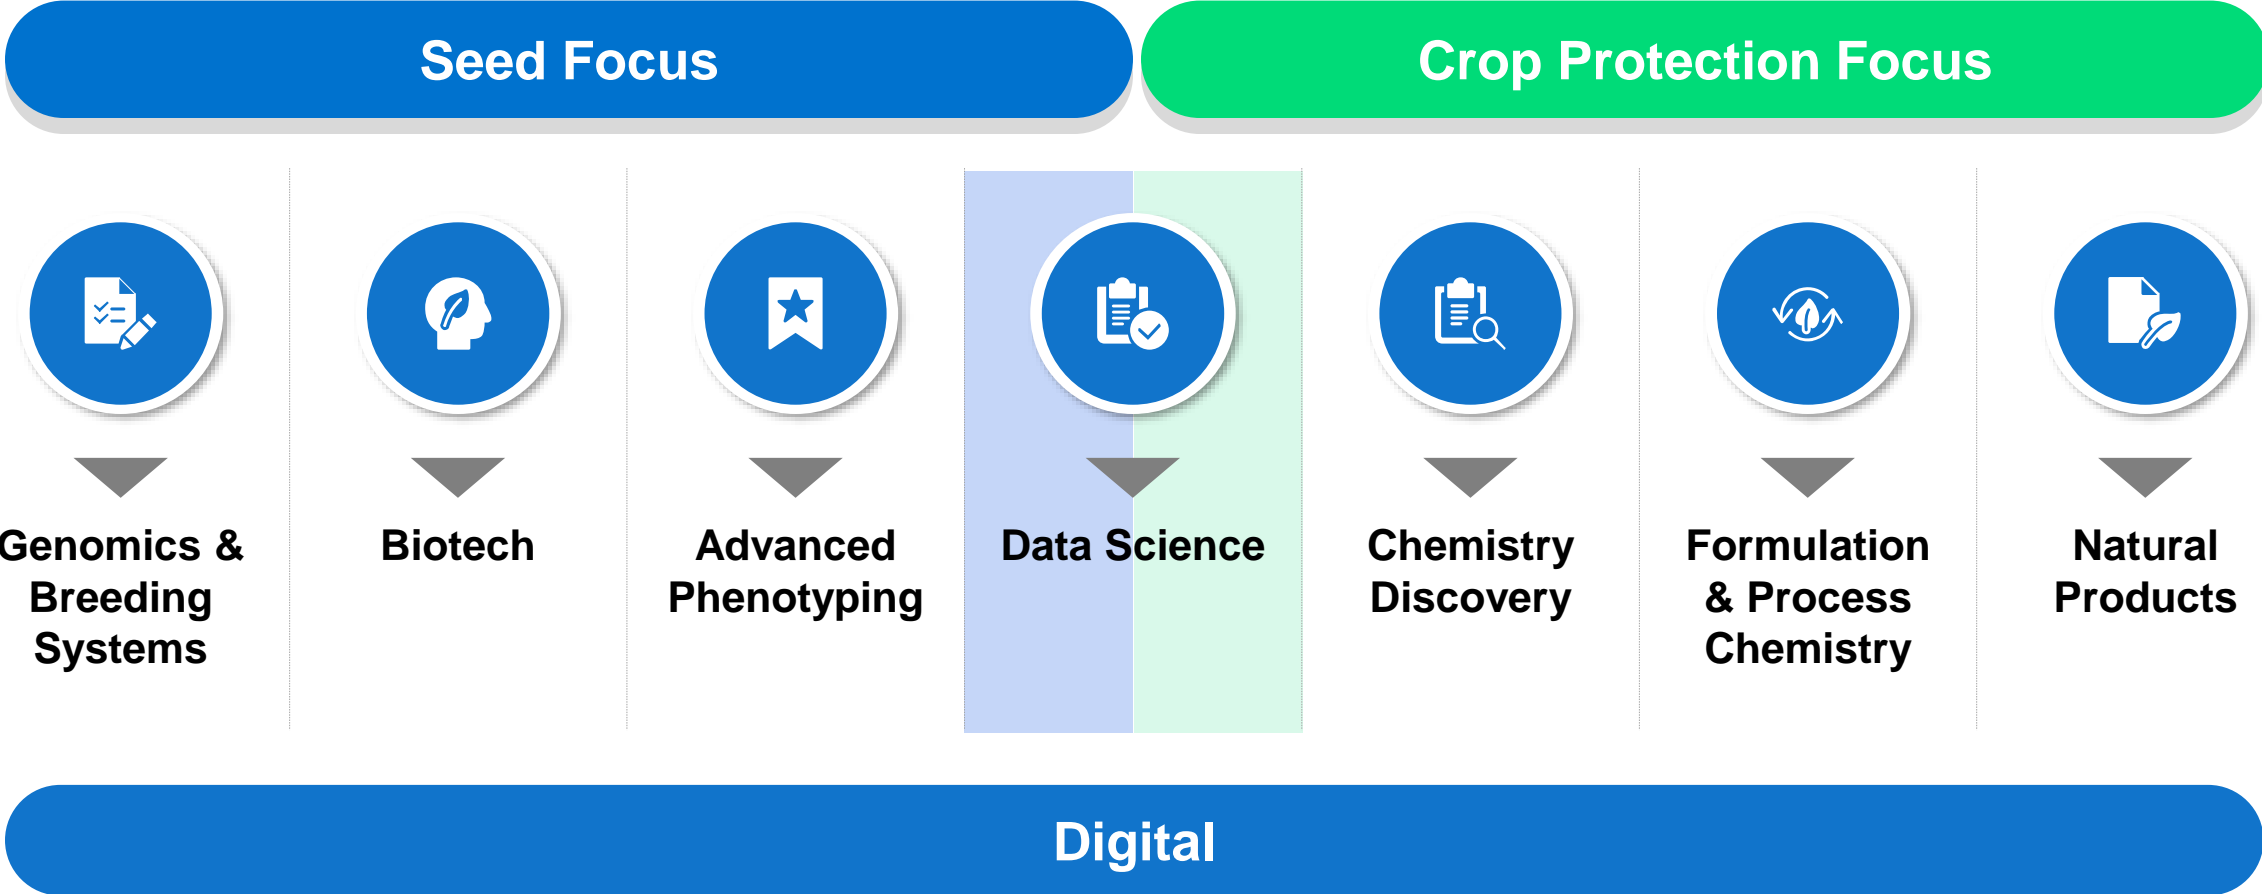 Seed Focus
Crop Protection Focus
Genomics &
Breeding
Systems
Biotech
Advanced
Phenotyping
Data Science
Chemistry
Discovery
Formulation
& Process
Chemistry
Natural
Products
Digital